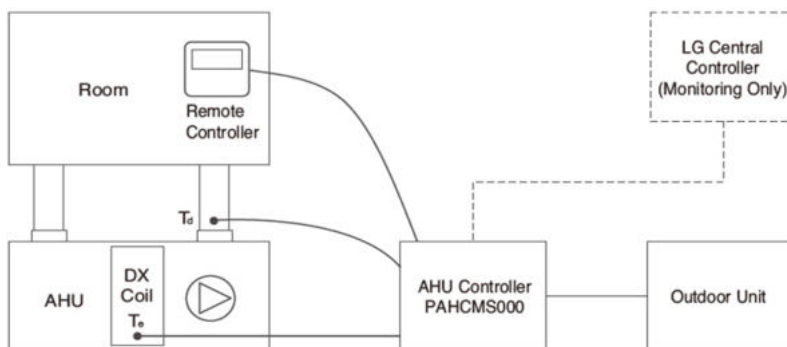 Room
Remote
Controller
LG Central
Controller
(Monitoring Only)
Td
AHU
DX
Coil
Te
AHU Controller
PAHCMS000
Outdoor Unit